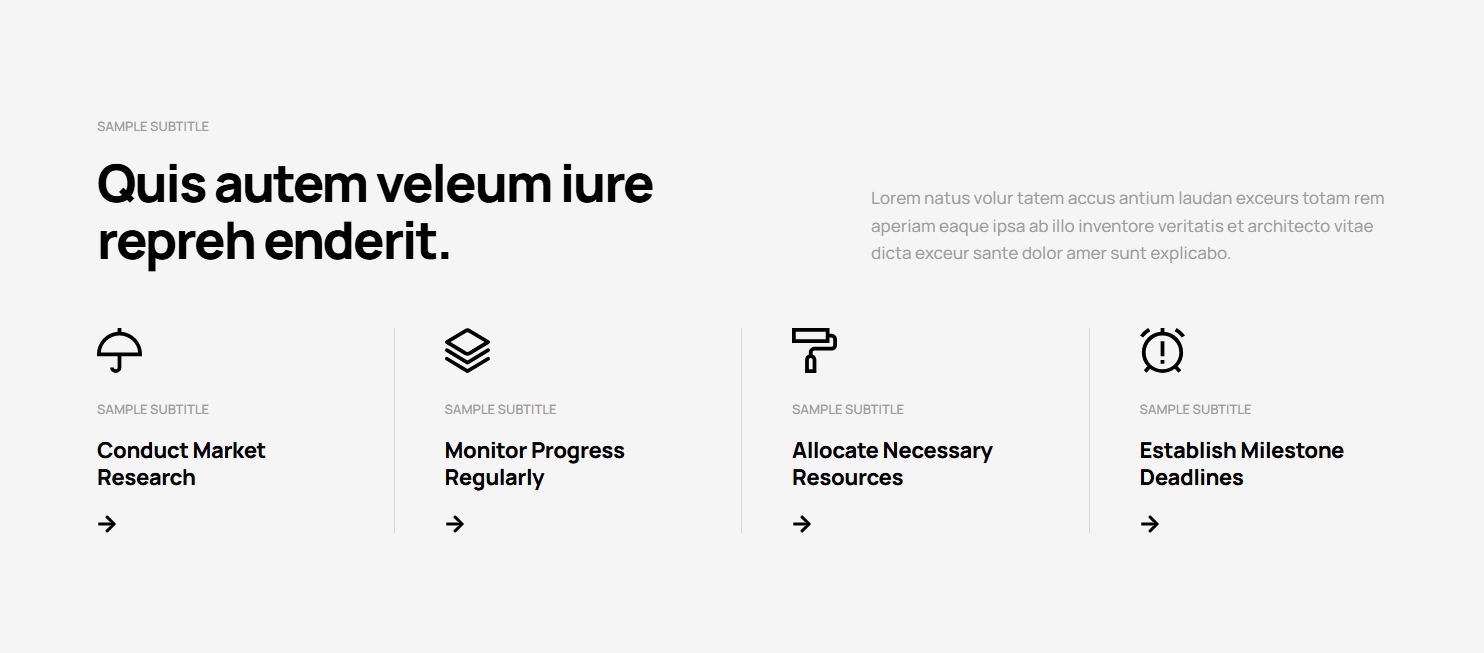 SAMPLE SUBTITLE
Quis autem veleum iure
repreh enderit.
Lorem natus volur tatem accus antium laudan exceurs totam rem
aperiam eaque ipsa ab illo inventore veritatis et architecto vitae
dicta exceur sante dolor amer sunt explicabo.
SAMPLE SUBTITLE
Conduct Market
Research
SAMPLE SUBTITLE
Monitor Progress
Regularly
SAMPLE SUBTITLE
Allocate Necessary
Resources
SAMPLE SUBTITLE
Establish Milestone
Deadlines